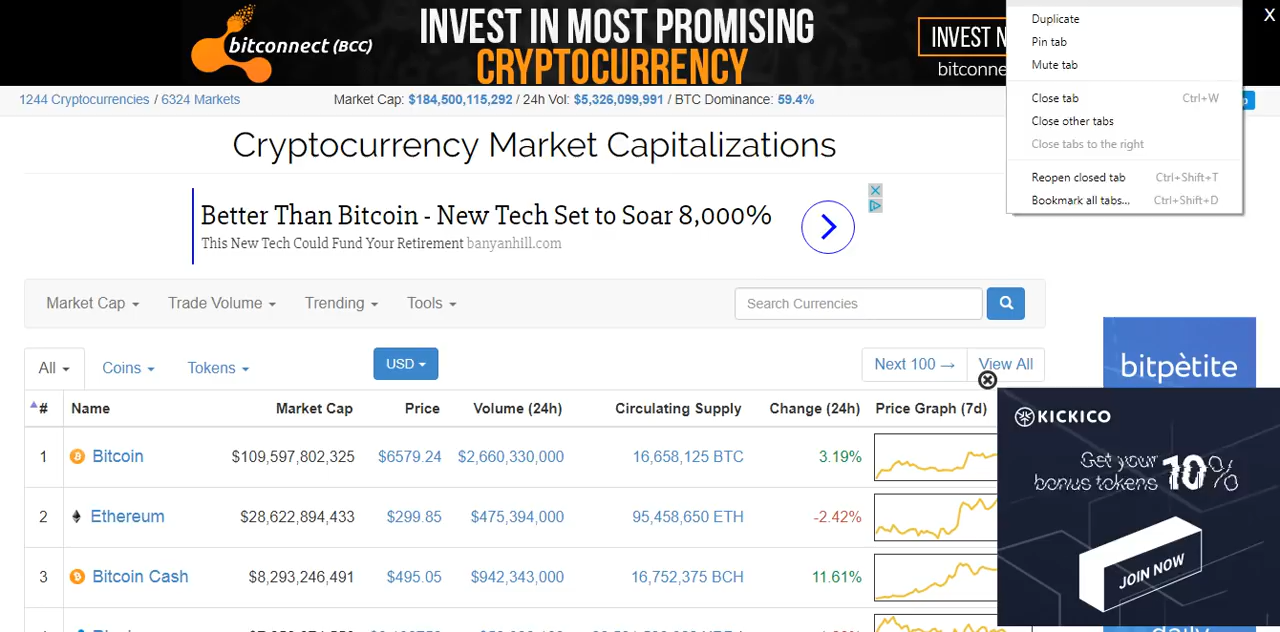 bitconnect (BCC)
INVEST IN MOST PROMISING
CRYPTOCURRENCY
INVEST N
bitconne
X
Duplicate
Pin tab
Mute tab
Close tab Ctrl+W
Close other tabs
Close tabs to the right
Reopen closed tab Ctrl+Shift+T
Bookmark all tabs... Ctrl+Shift+D
1244 Cryptocurrencies / 6324 Markets
Market Cap: $184,500,115,292 / 24h Vol: $5,326,099,991 / BTC Dominance: 59.4%
Cryptocurrency Market Capitalizations
Better Than Bitcoin - New Tech Set to Soar 8,000%
This New Tech Could Fund Your Retirement banyanhill.com
Market Cap Trade Volume Trending Tools
Search Currencies
All Coins Tokens USD Next 100 → View All
# Name Market Cap Price Volume (24h) Circulating Supply Change (24h) Price Graph (7d)
1 Bitcoin $109,597,802,325 $6579.24 $2,660,330,000 16,658,125 BTC 3.19%
2 Ethereum $28,622,894,433 $299.85 $475,394,000 95,458,650 ETH -2.42%
3 Bitcoin Cash $8,293,246,491 $495.05 $942,343,000 16,752,375 BCH 11.61%
bitpètite
KICKICO
Get your
bonus tokens 10%
JOIN NOW
daily